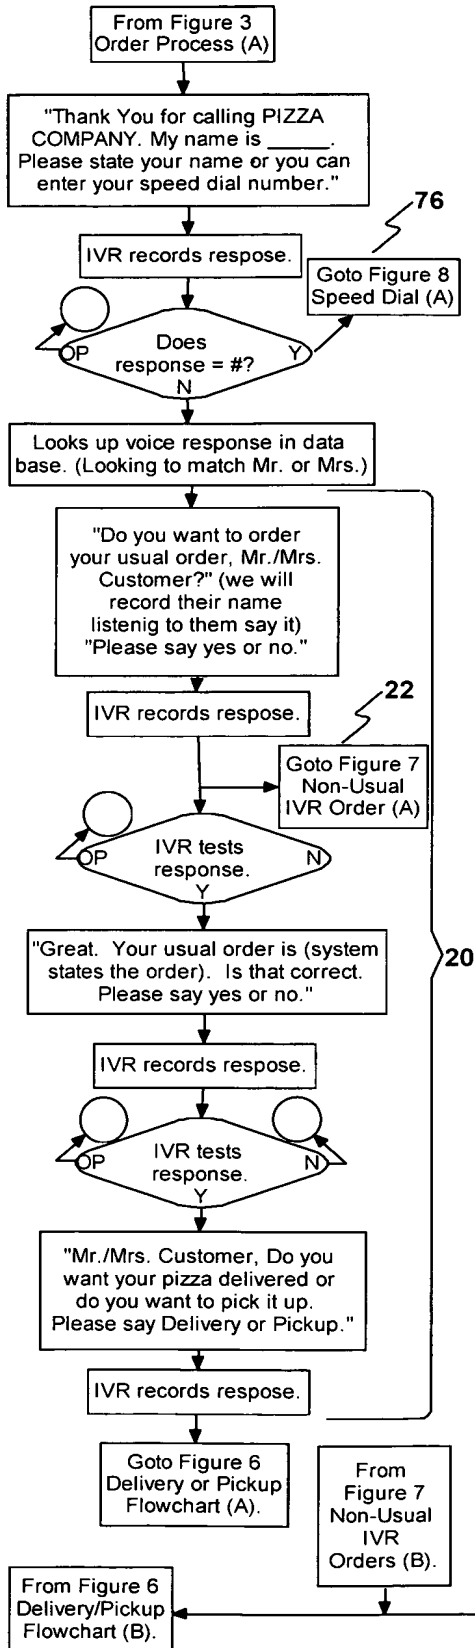 From Figure 3
Order Process (A)
"Thank You for calling PIZZA
COMPANY. My name is _____.
Please state your name or you can
enter your speed dial number."
76
IVR records respose.
Goto Figure 8
Speed Dial (A)
Does
response = #?
OP
Y
N
Looks up voice response in data
base. (Looking to match Mr. or Mrs.)
"Do you want to order
your usual order, Mr./Mrs.
Customer?" (we will
record their name
listenig to them say it)
"Please say yes or no."
22
IVR records respose.
Goto Figure 7
Non-Usual
IVR Order (A)
IVR tests
response.
OP
N
Y
"Great. Your usual order is (system
states the order). Is that correct.
Please say yes or no."
20
IVR records respose.
IVR tests
response.
OP
N
Y
"Mr./Mrs. Customer, Do you
want your pizza delivered or
do you want to pick it up.
Please say Delivery or Pickup."
IVR records respose.
Goto Figure 6
Delivery or Pickup
Flowchart (A).
From
Figure 7
Non-Usual
IVR
Orders (B).
From Figure 6
Delivery/Pickup
Flowchart (B).